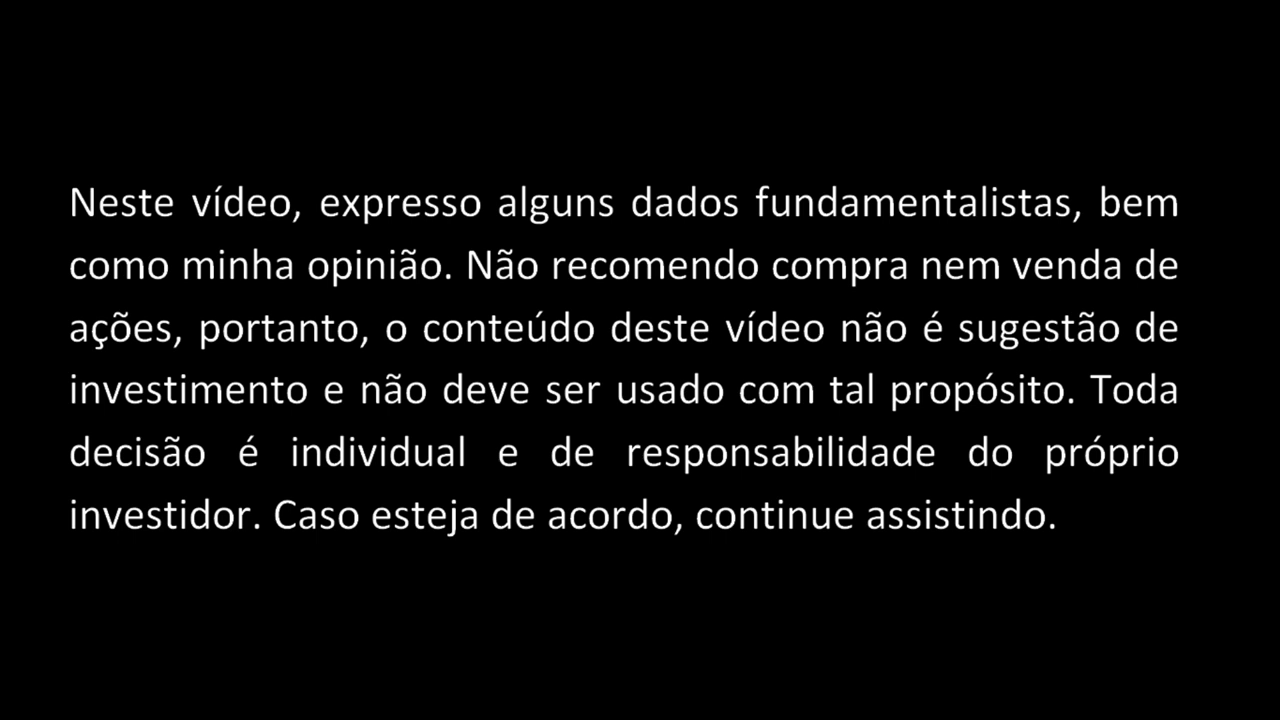 Neste vídeo, expresso alguns dados fundamentalistas, bem
como minha opinião. Não recomendo compra nem venda de
ações, portanto, o conteúdo deste vídeo não é sugestão de
investimento e não deve ser usado com tal propósito. Toda
decisão é individual e de responsabilidade do próprio
investidor. Caso esteja de acordo, continue assistindo.